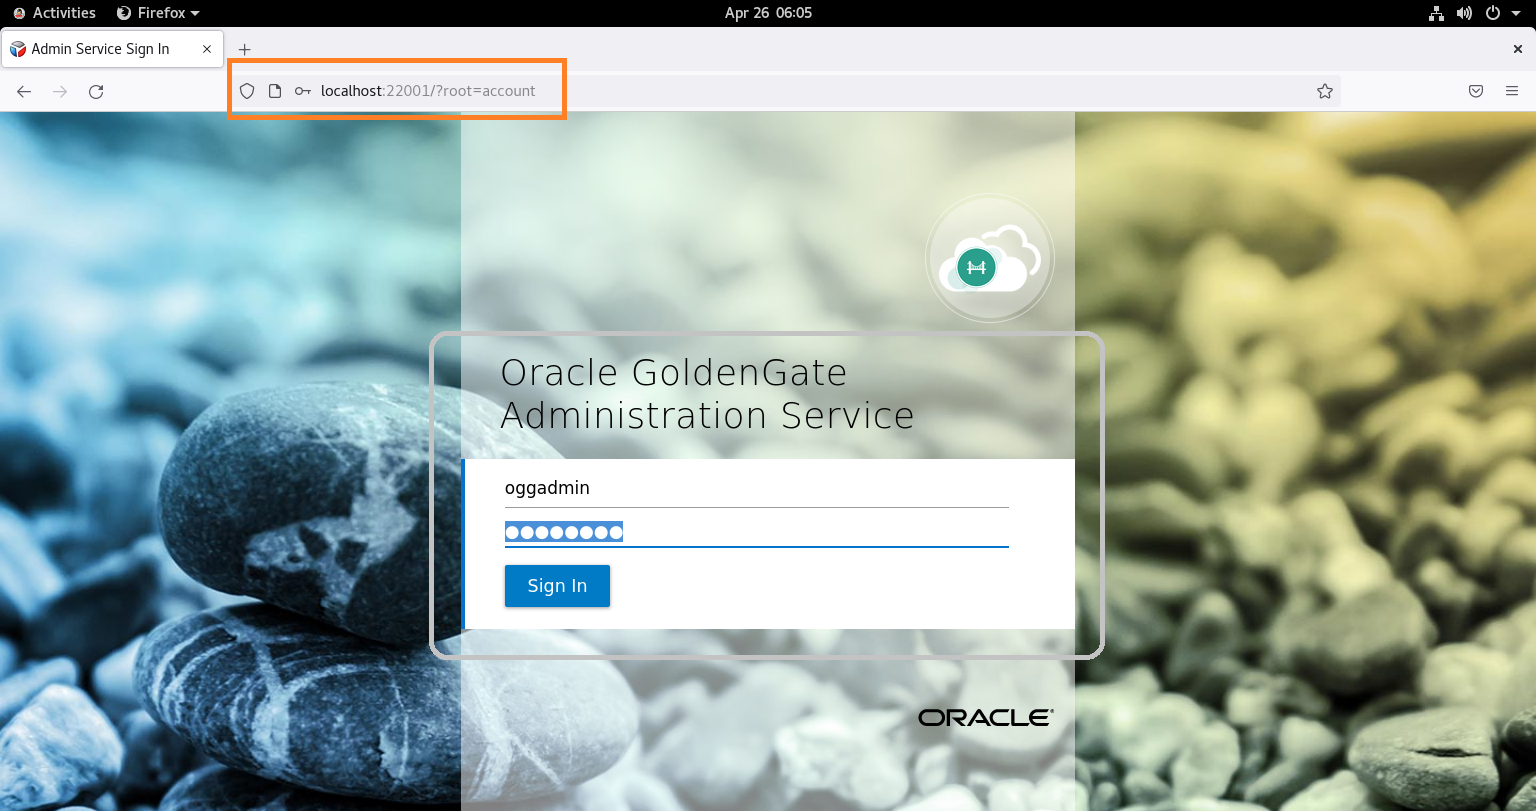 Activities Firefox Apr 26 06:05
Admin Service Sign In
localhost:22001/?root=account
Oracle GoldenGate
Administration Service
oggadmin
●●●●●●●●
Sign In
ORACLE®